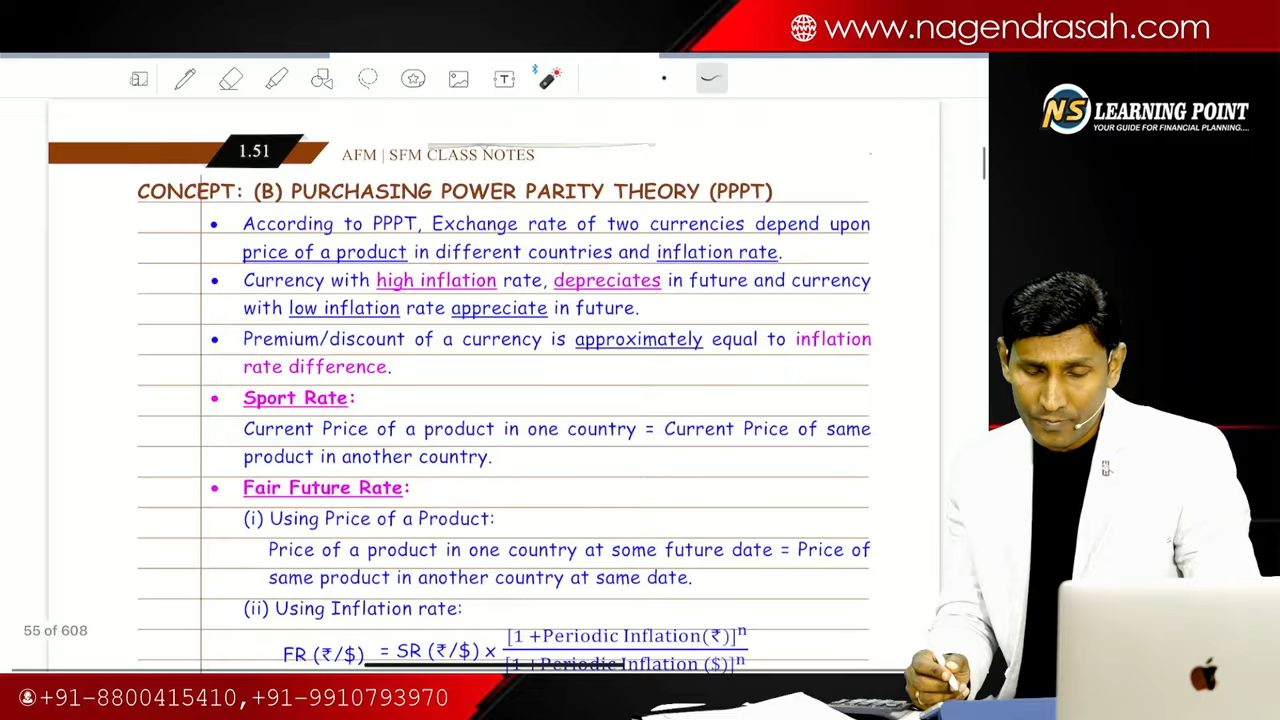 www.nagendrasah.com
NS LEARNING POINT
YOUR GUIDE FOR FINANCIAL PLANNING....
T
1.51
AFM | SFM CLASS NOTES
CONCEPT: (B) PURCHASING POWER PARITY THEORY (PPPT)
• According to PPPT, Exchange rate of two currencies depend upon
price of a product in different countries and inflation rate.
• Currency with high inflation rate, depreciates in future and currency
with low inflation rate appreciate in future.
• Premium/discount of a currency is approximately equal to inflation
rate difference.
• Sport Rate:
Current Price of a product in one country = Current Price of same
product in another country.
• Fair Future Rate:
(i) Using Price of a Product:
Price of a product in one country at some future date = Price of
same product in another country at same date.
(ii) Using Inflation rate:
[1 +Periodic Inflation(₹)]ⁿ
FR (₹/$) = SR (₹/$) x
[1 +Periodic Inflation ($)]ⁿ
55 of 608
+91-8800415410,+91-9910793970